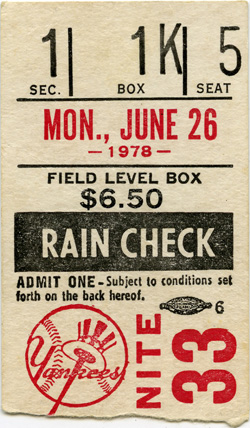 1 1K 5
SEC. BOX SEAT
MON., JUNE 26
—1978—
FIELD LEVEL BOX
$6.50
RAIN CHECK
ADMIT ONE-Subject to conditions set
forth on the back hereof.
6
Yankees
NITE
33